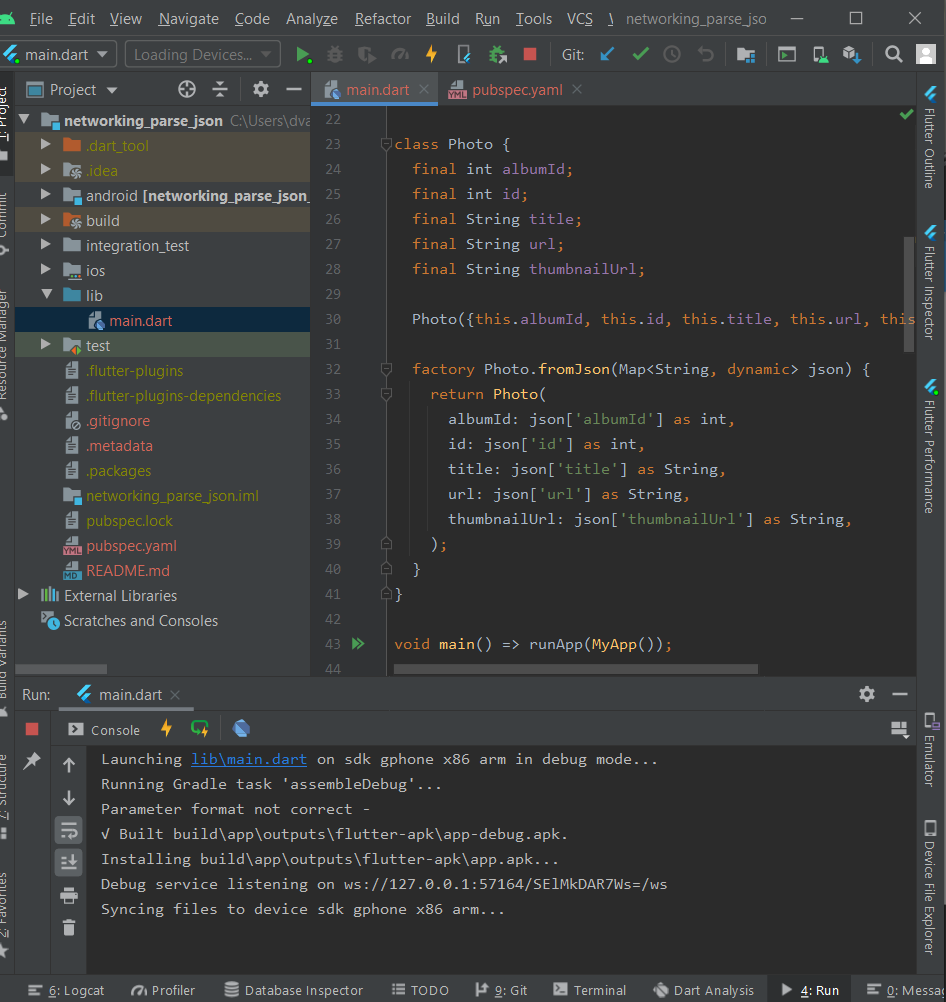 File Edit View Navigate Code Analyze Refactor Build Run Tools VCS networking_parse_jso
main.dart Loading Devices... Git:
Project main.dart pubspec.yaml
1: Project
Commit
Resource Manager
Build Variants
Z: Structure
2: Favorites
networking_parse_json C:\Users\dva
.dart_tool
.idea
android [networking_parse_json_
build
integration_test
ios
lib
main.dart
test
.flutter-plugins
.flutter-plugins-dependencies
.gitignore
.metadata
.packages
networking_parse_json.iml
pubspec.lock
pubspec.yaml
README.md
External Libraries
Scratches and Consoles
22
23 class Photo {
24 final int albumId;
25 final int id;
26 final String title;
27 final String url;
28 final String thumbnailUrl;
29
30 Photo({this.albumId, this.id, this.title, this.url, this
31
32 factory Photo.fromJson(Map<String, dynamic> json) {
33 return Photo(
34 albumId: json['albumId'] as int,
35 id: json['id'] as int,
36 title: json['title'] as String,
37 url: json['url'] as String,
38 thumbnailUrl: json['thumbnailUrl'] as String,
39 );
40 }
41 }
42
43 void main() => runApp(MyApp());
44
Flutter Outline
Flutter Inspector
Flutter Performance
Emulator
Device File Explorer
Run: main.dart
Console
Launching lib\main.dart on sdk gphone x86 arm in debug mode...
Running Gradle task 'assembleDebug'...
Parameter format not correct -
√ Built build\app\outputs\flutter-apk\app-debug.apk.
Installing build\app\outputs\flutter-apk\app.apk...
Debug service listening on ws://127.0.0.1:57164/SElMkDAR7Ws=/ws
Syncing files to device sdk gphone x86 arm...
6: Logcat Profiler Database Inspector TODO 9: Git Terminal Dart Analysis 4: Run 0: Messa